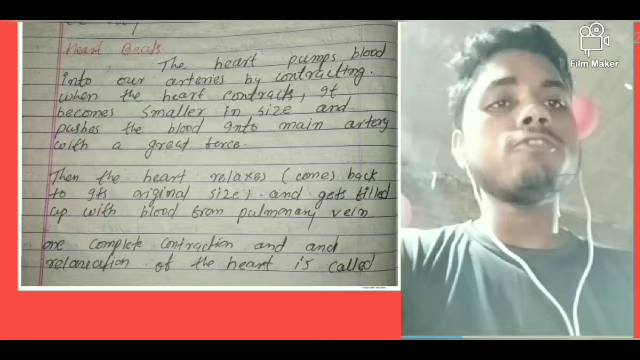 Heart Beats
The heart pumps blood
into our arteries by contracting.
when the heart contracts, it
becomes smaller in size and
pushes the blood into main artery
with a great force.
Then the heart relaxes (comes back
to its original size) and gets filled
up with blood from pulmonary vein
one complete contraction and and
relaxation of the heart is called
Film Maker